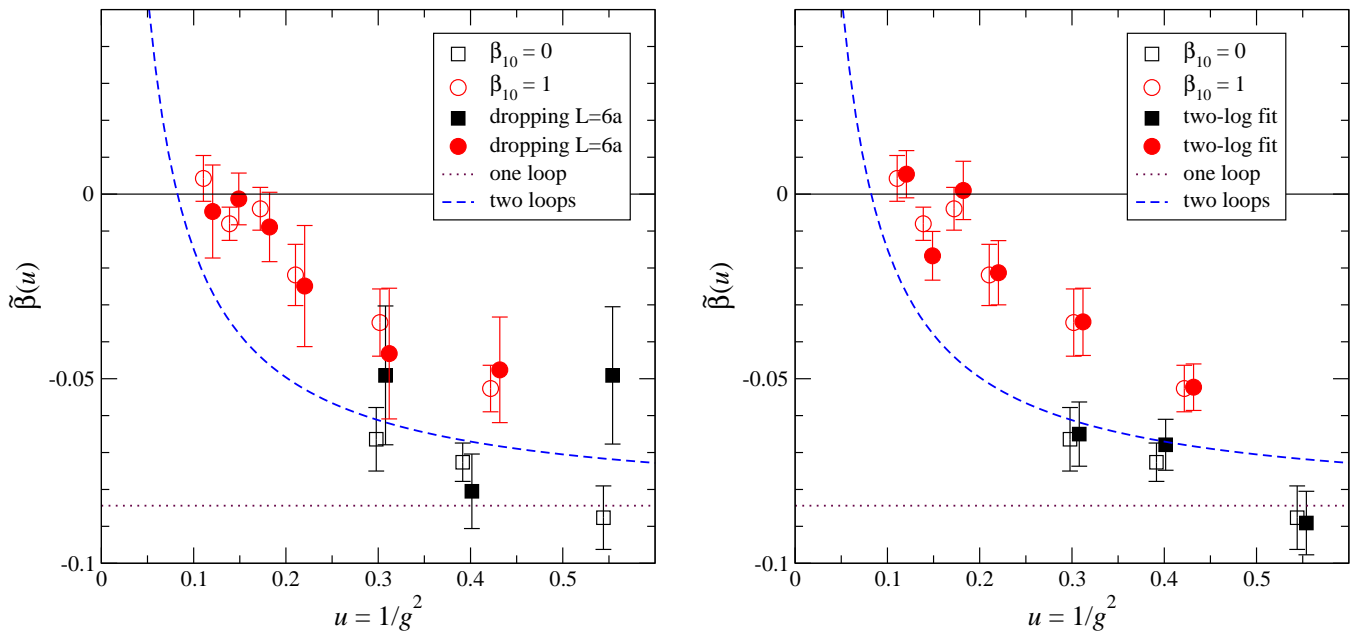 β₁₀ = 0
β₁₀ = 1
dropping L=6a
dropping L=6a
one loop
two loops
0
-0.05
-0.1
β̃(u)
0
0.1
0.2
0.3
0.4
0.5
u = 1/g²
β₁₀ = 0
β₁₀ = 1
two-log fit
two-log fit
one loop
two loops
0
-0.05
-0.1
β̃(u)
0
0.1
0.2
0.3
0.4
0.5
u = 1/g²